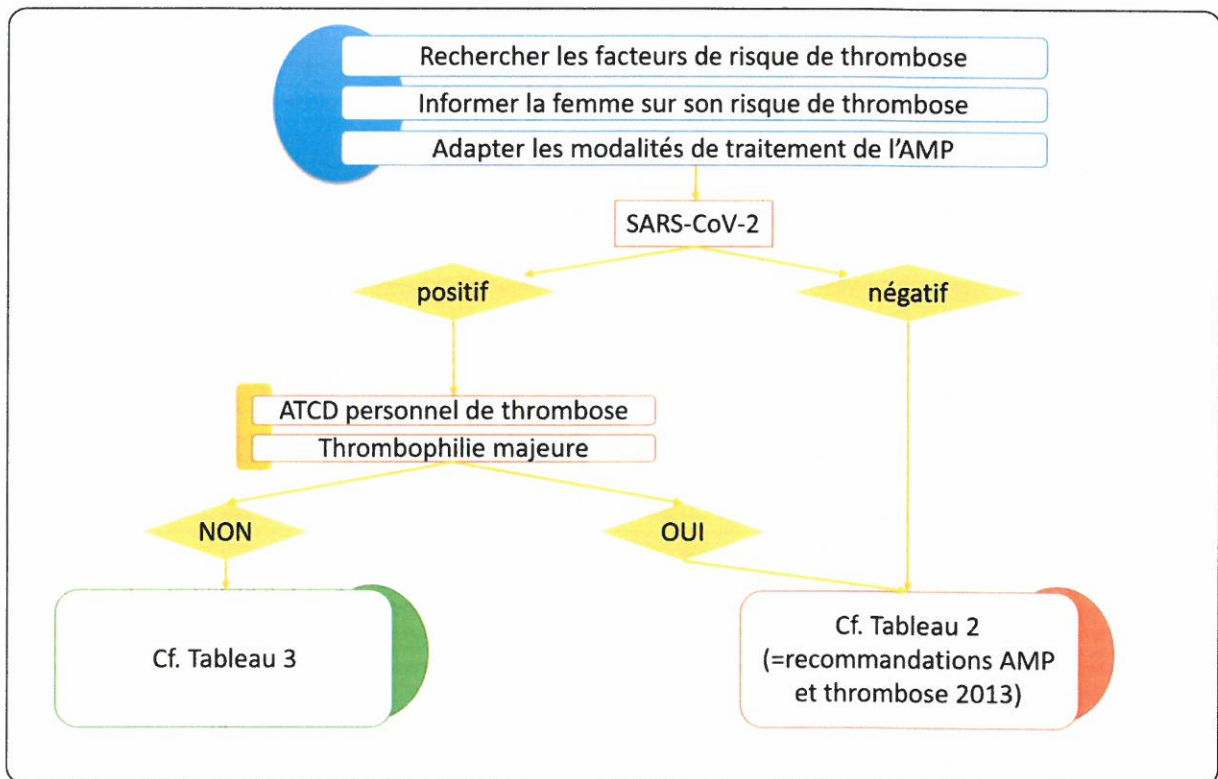 Rechercher les facteurs de risque de thrombose
Informer la femme sur son risque de thrombose
Adapter les modalités de traitement de l'AMP
SARS-CoV-2
positif
négatif
ATCD personnel de thrombose
Thrombophilie majeure
NON
OUI
Cf. Tableau 3
Cf. Tableau 2
(=recommandations AMP
et thrombose 2013)